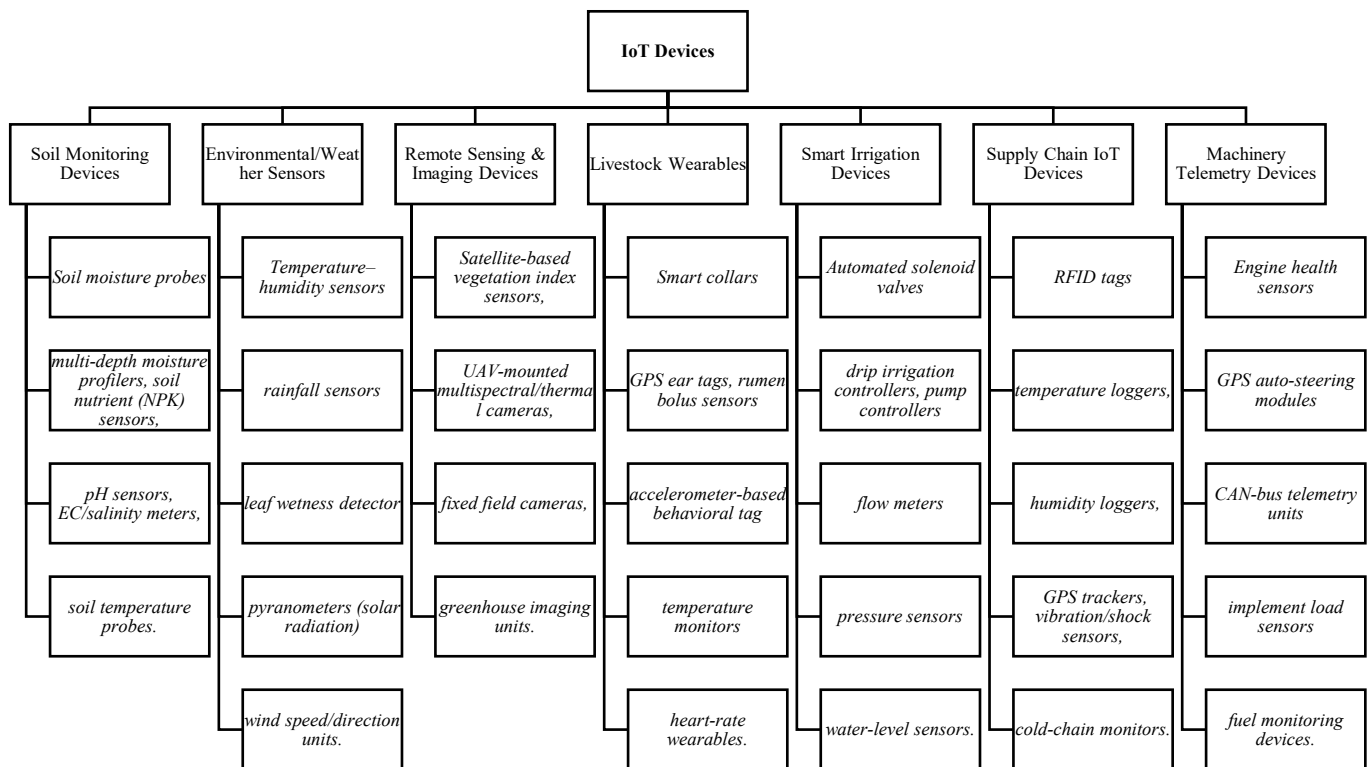 IoT Devices
Soil Monitoring
Devices
Environmental/Weat
her Sensors
Remote Sensing &
Imaging Devices
Livestock Wearables
Smart Irrigation
Devices
Supply Chain IoT
Devices
Machinery
Telemetry Devices
Soil moisture probes
multi-depth moisture
profilers, soil
nutrient (NPK)
sensors,
pH sensors,
EC/salinity meters,
soil temperature
probes.
Temperature–
humidity sensors
rainfall sensors
leaf wetness detector
pyranometers (solar
radiation)
wind speed/direction
units.
Satellite-based
vegetation index
sensors,
UAV-mounted
multispectral/therma
l cameras,
fixed field cameras,
greenhouse imaging
units.
Smart collars
GPS ear tags, rumen
bolus sensors
accelerometer-based
behavioral tag
temperature
monitors
heart-rate
wearables.
Automated solenoid
valves
drip irrigation
controllers, pump
controllers
flow meters
pressure sensors
water-level sensors.
RFID tags
temperature loggers,
humidity loggers,
GPS trackers,
vibration/shock
sensors,
cold-chain monitors.
Engine health
sensors
GPS auto-steering
modules
CAN-bus telemetry
units
implement load
sensors
fuel monitoring
devices.